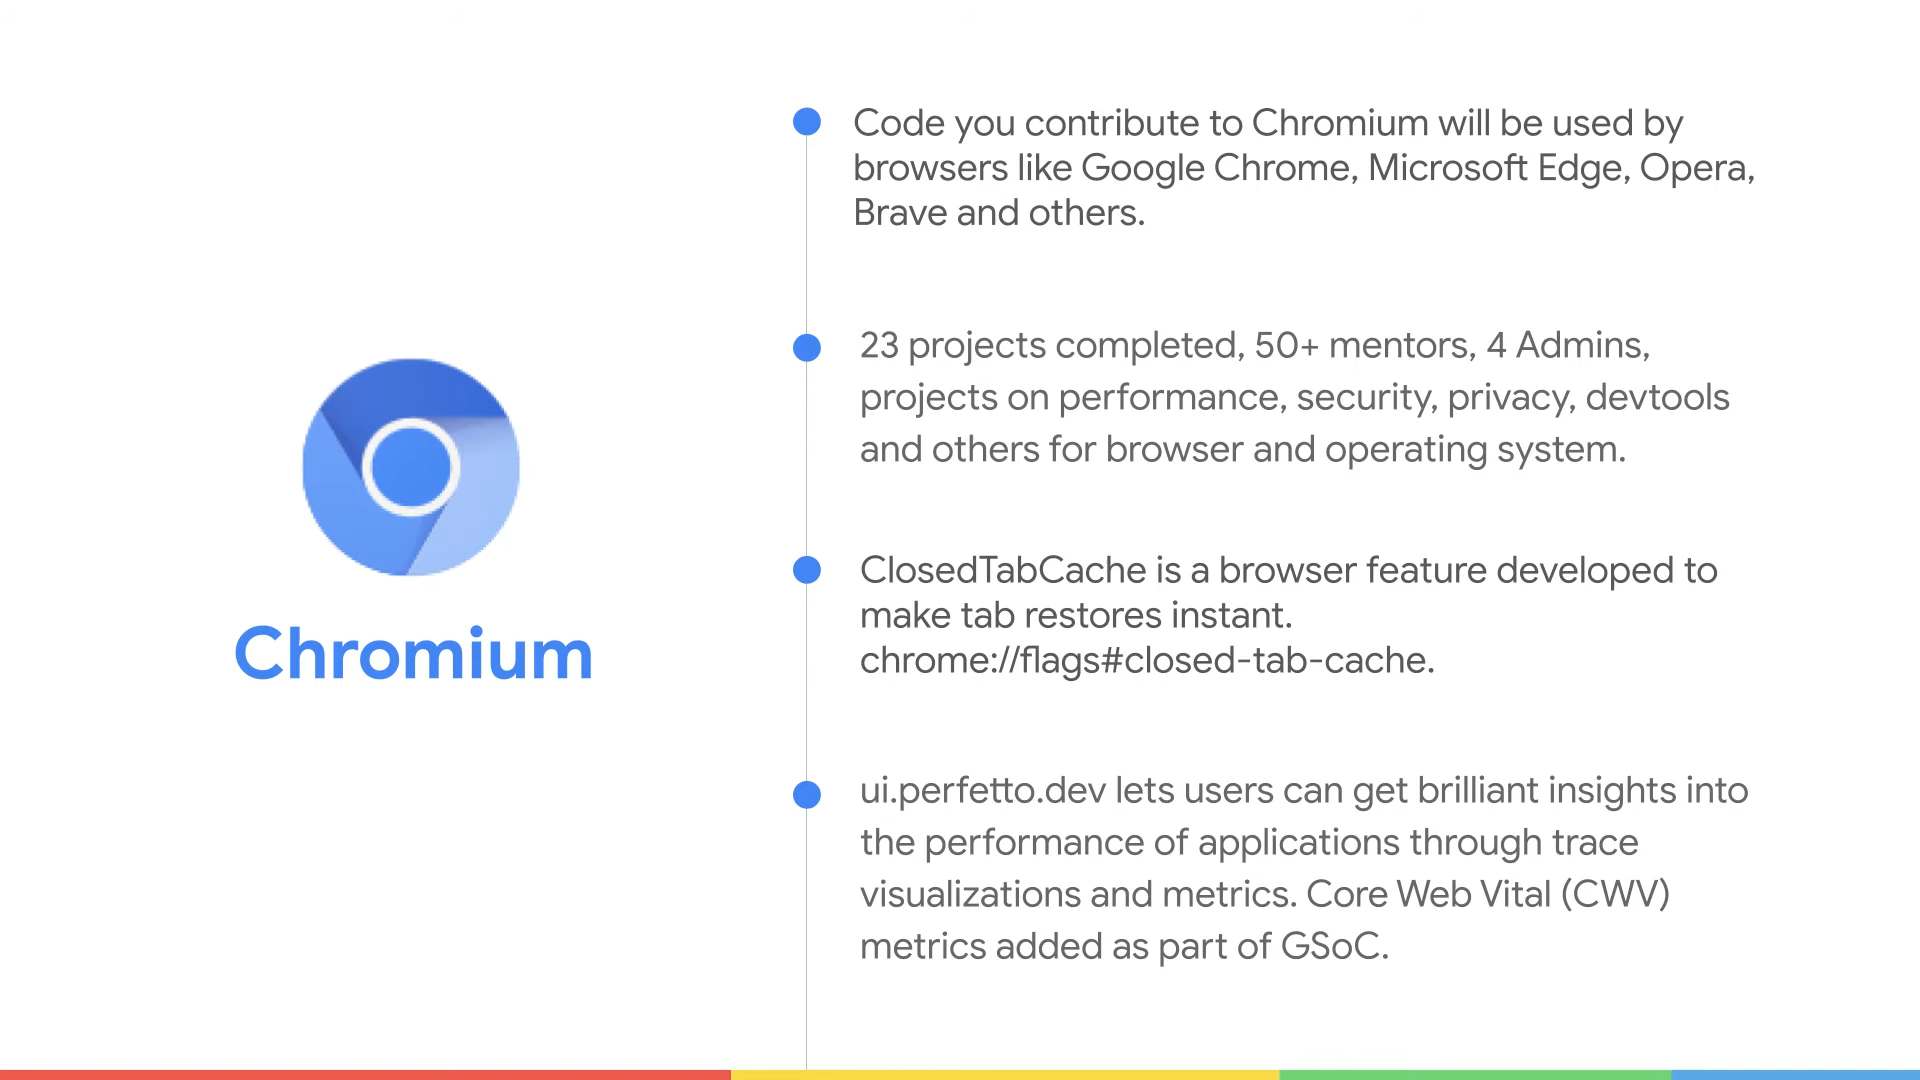 Chromium
Code you contribute to Chromium will be used by
browsers like Google Chrome, Microsoft Edge, Opera,
Brave and others.
23 projects completed, 50+ mentors, 4 Admins,
projects on performance, security, privacy, devtools
and others for browser and operating system.
ClosedTabCache is a browser feature developed to
make tab restores instant.
chrome://flags#closed-tab-cache.
ui.perfetto.dev lets users can get brilliant insights into
the performance of applications through trace
visualizations and metrics. Core Web Vital (CWV)
metrics added as part of GSoC.